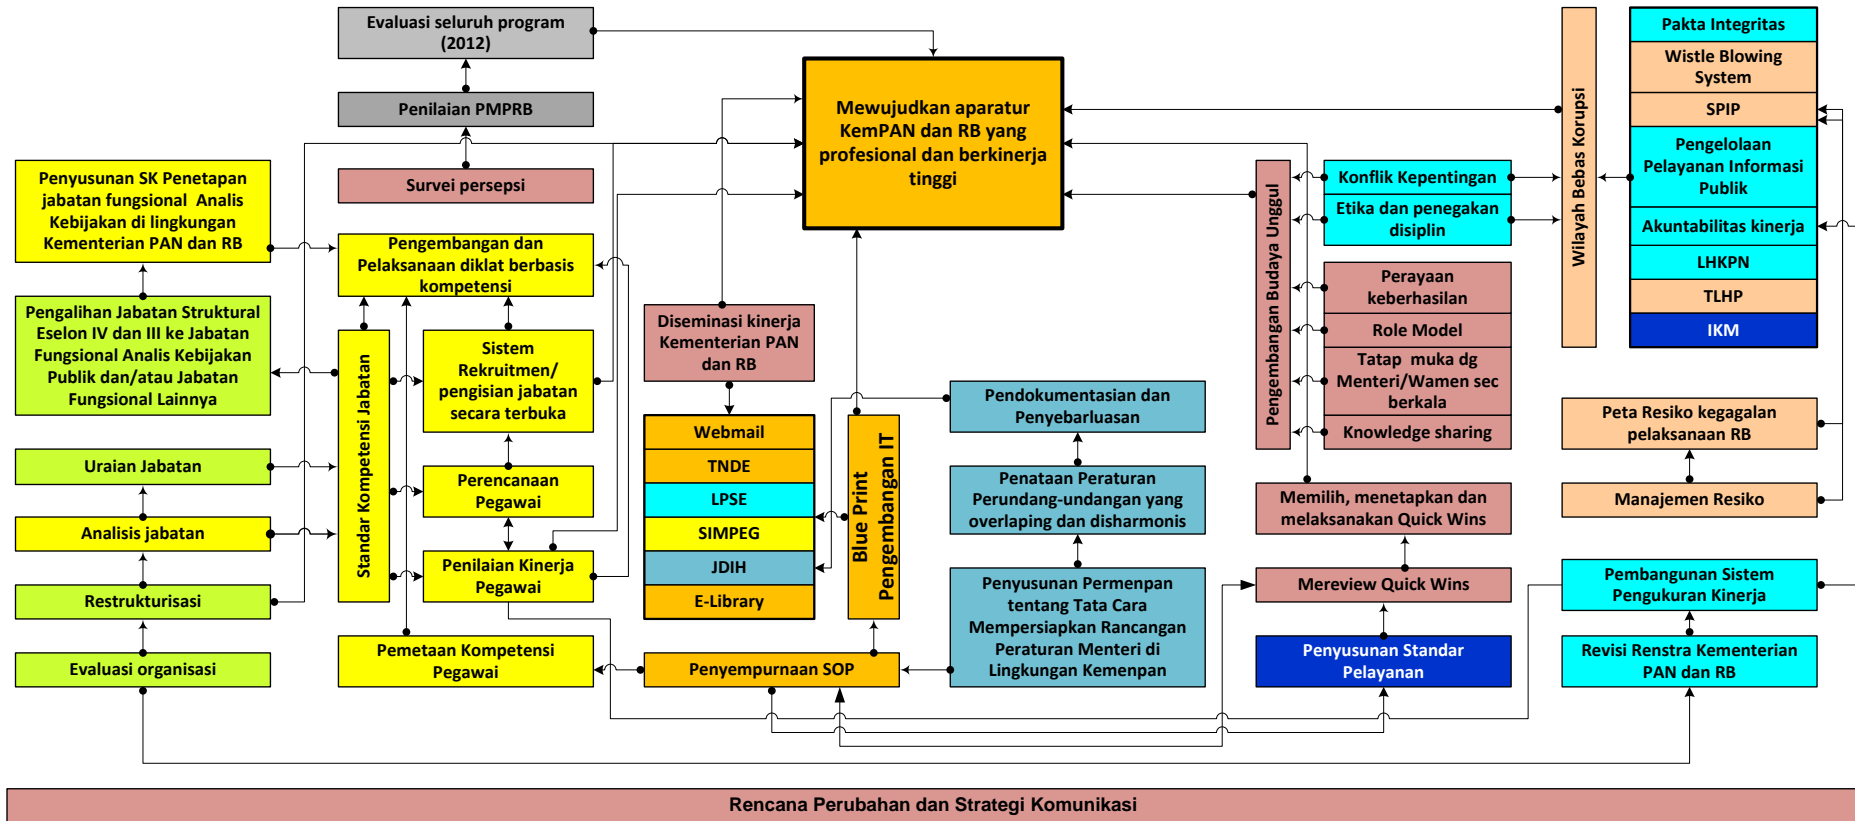 Evaluasi seluruh program
(2012)
Penilaian PMPRB
Survei persepsi
Penyusunan SK Penetapan
jabatan fungsional Analis
Kebijakan di lingkungan
Kementerian PAN dan RB
Pengalihan Jabatan Struktural
Eselon IV dan III ke Jabatan
Fungsional Analis Kebijakan
Publik dan/atau Jabatan
Fungsional Lainnya
Uraian Jabatan
Analisis jabatan
Restrukturisasi
Evaluasi organisasi
Pengembangan dan
Pelaksanaan diklat berbasis
kompetensi
Standar Kompetensi Jabatan
Sistem
Rekruitmen/
pengisian jabatan
secara terbuka
Perencanaan
Pegawai
Penilaian Kinerja
Pegawai
Pemetaan Kompetensi
Pegawai
Mewujudkan aparatur
KemPAN dan RB yang
profesional dan berkinerja
tinggi
Diseminasi kinerja
Kementerian PAN
dan RB
Webmail
TNDE
LPSE
SIMPEG
JDIH
E-Library
Blue Print
Pengembangan IT
Penyempurnaan SOP
Pendokumentasian dan
Penyebarluasan
Penataan Peraturan
Perundang-undangan yang
overlaping dan disharmonis
Penyusunan Permenpan
tentang Tata Cara
Mempersiapkan Rancangan
Peraturan Menteri di
Lingkungan Kemenpan
Pengembangan Budaya Unggul
Konflik Kepentingan
Etika dan penegakan
disiplin
Perayaan
keberhasilan
Role Model
Tatap muka dg
Menteri/Wamen sec
berkala
Knowledge sharing
Memilih, menetapkan dan
melaksanakan Quick Wins
Mereview Quick Wins
Penyusunan Standar
Pelayanan
Wilayah Bebas Korupsi
Pakta Integritas
Wistle Blowing
System
SPIP
Pengelolaan
Pelayanan Informasi
Publik
Akuntabilitas kinerja
LHKPN
TLHP
IKM
Peta Resiko kegagalan
pelaksanaan RB
Manajemen Resiko
Pembangunan Sistem
Pengukuran Kinerja
Revisi Renstra Kementerian
PAN dan RB
Rencana Perubahan dan Strategi Komunikasi